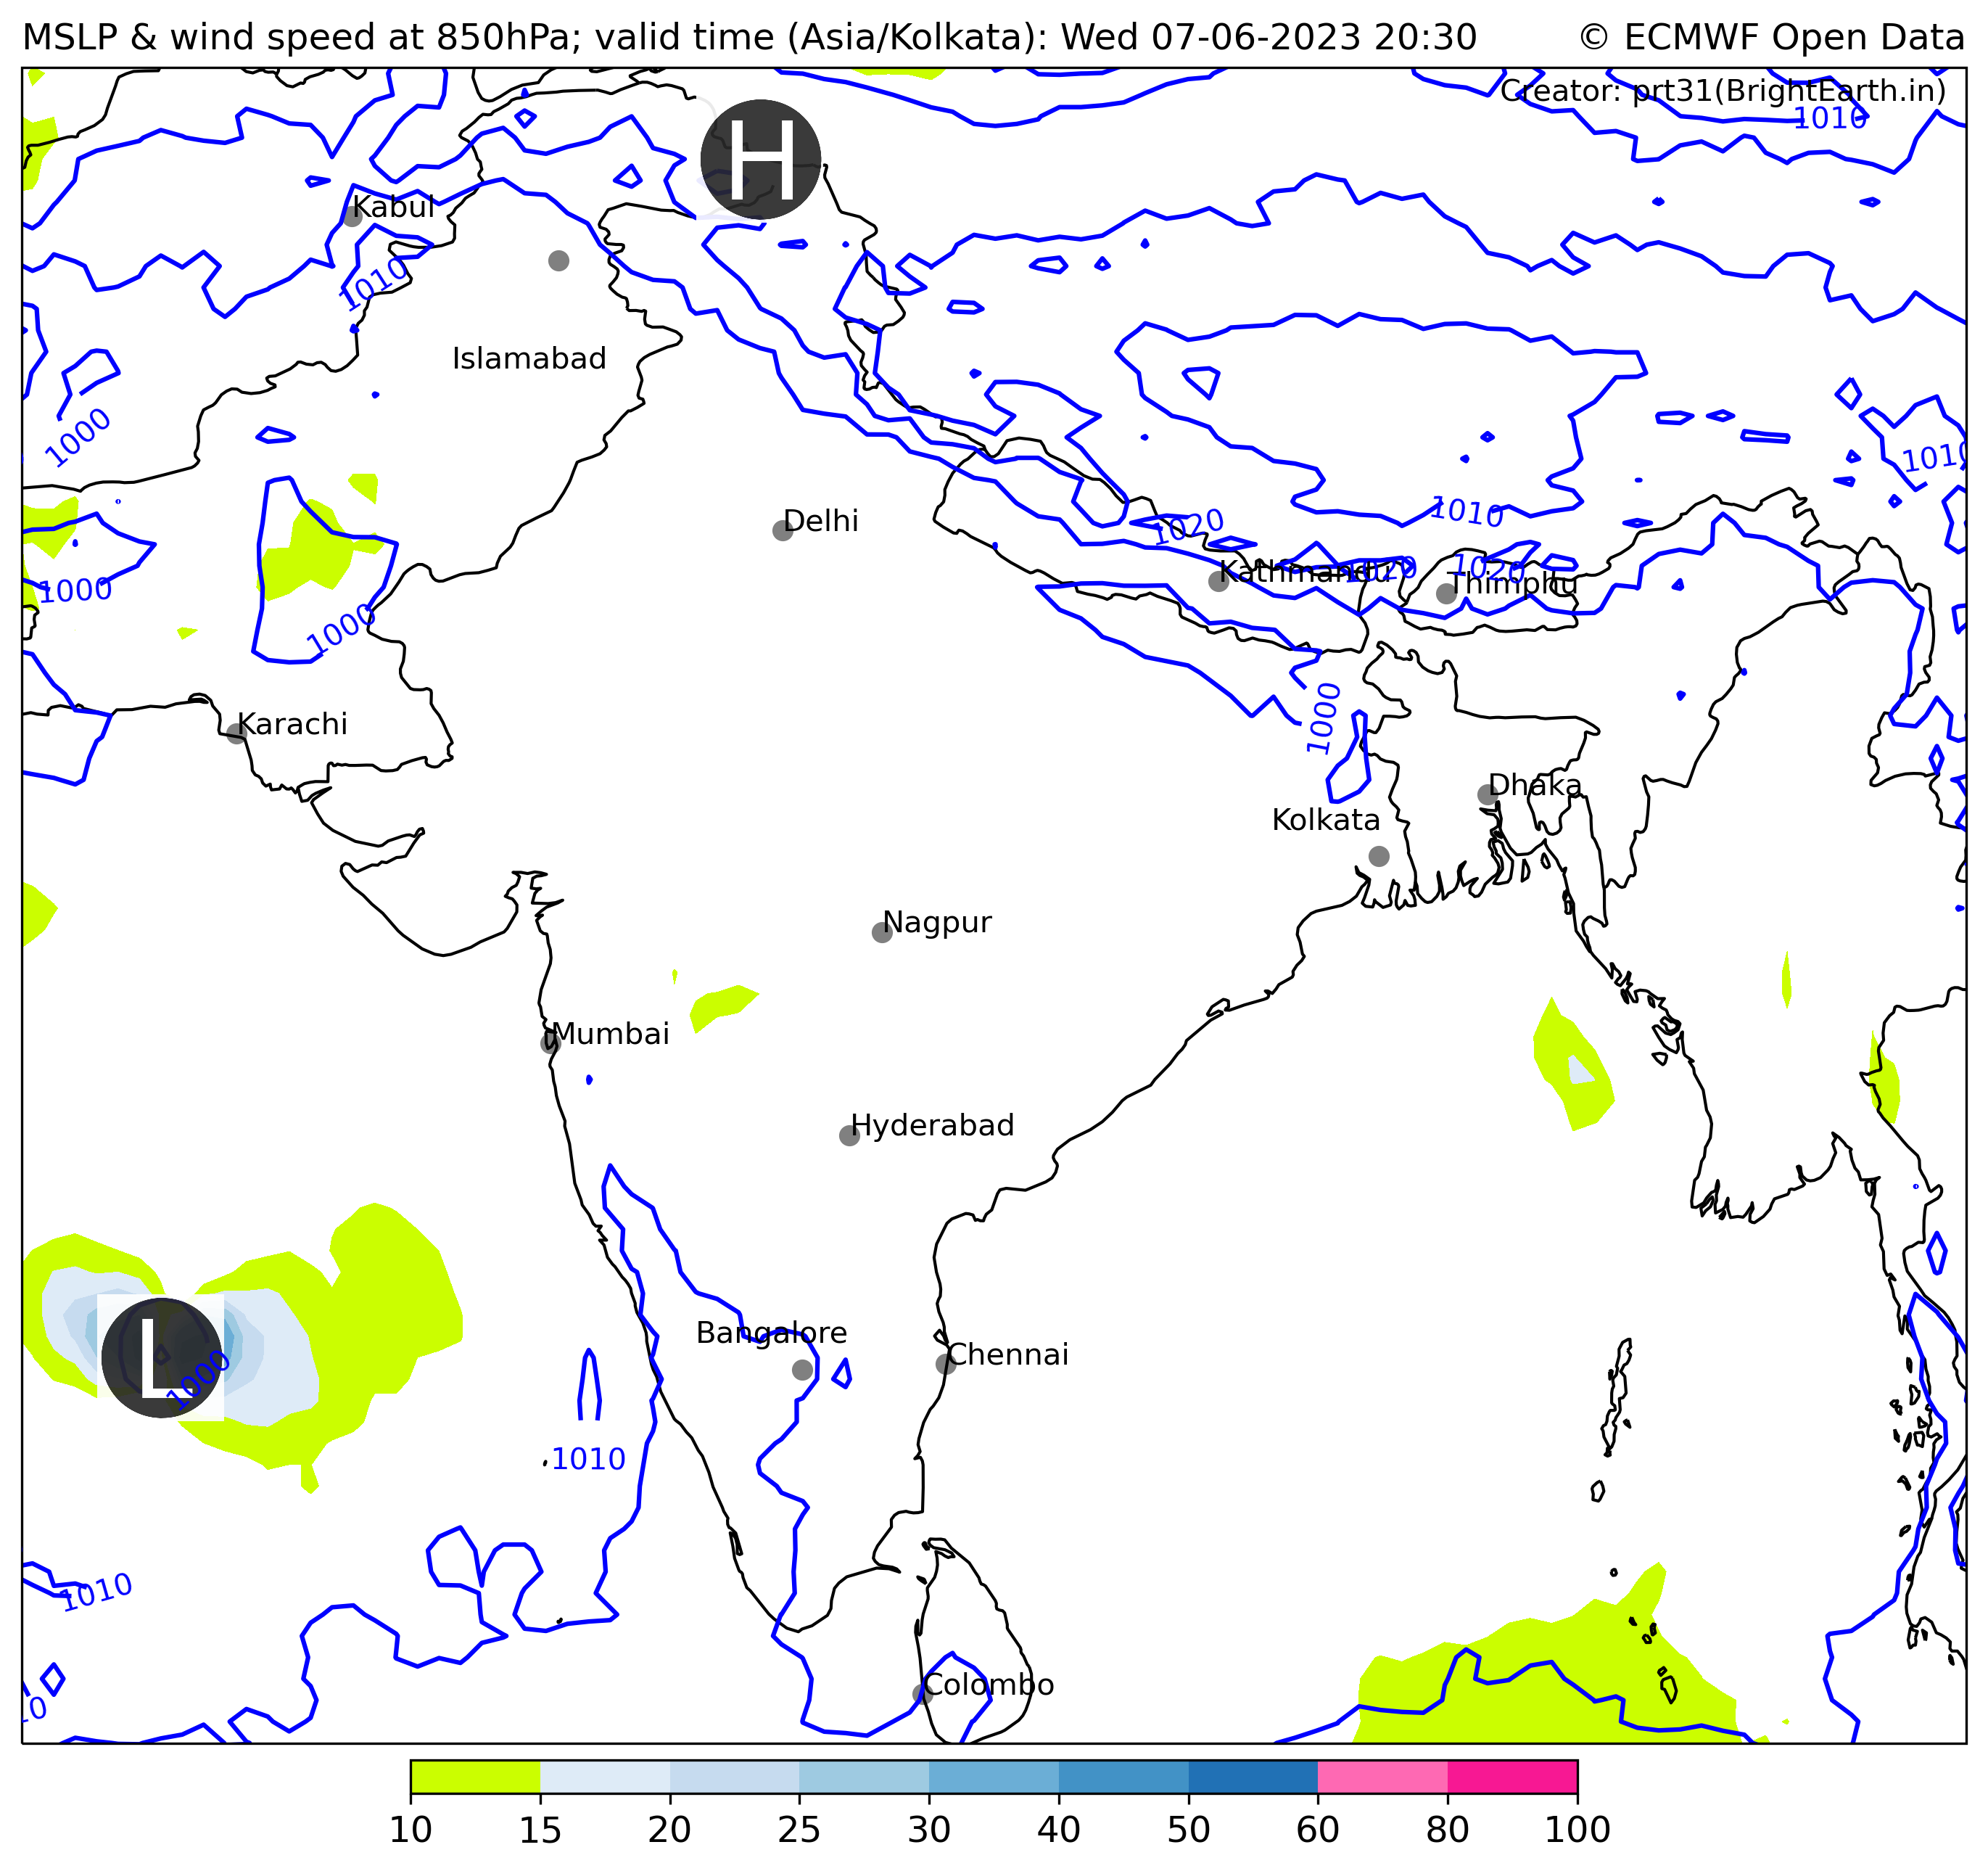 MSLP & wind speed at 850hPa; valid time (Asia/Kolkata): Wed 07-06-2023 20:30
© ECMWF Open Data
Creator: prt31(BrightEarth.in)
1010
H
Kabul
1010
Islamabad
1000
1010
Delhi
1020
1010
Kathmandu
1020
1020
Thimphu
1000
1000
1000
Karachi
Dhaka
Kolkata
Nagpur
Mumbai
Hyderabad
Bangalore
Chennai
L
1000
1010
1010
Colombo
10
10 15 20 25 30 40 50 60 80 100